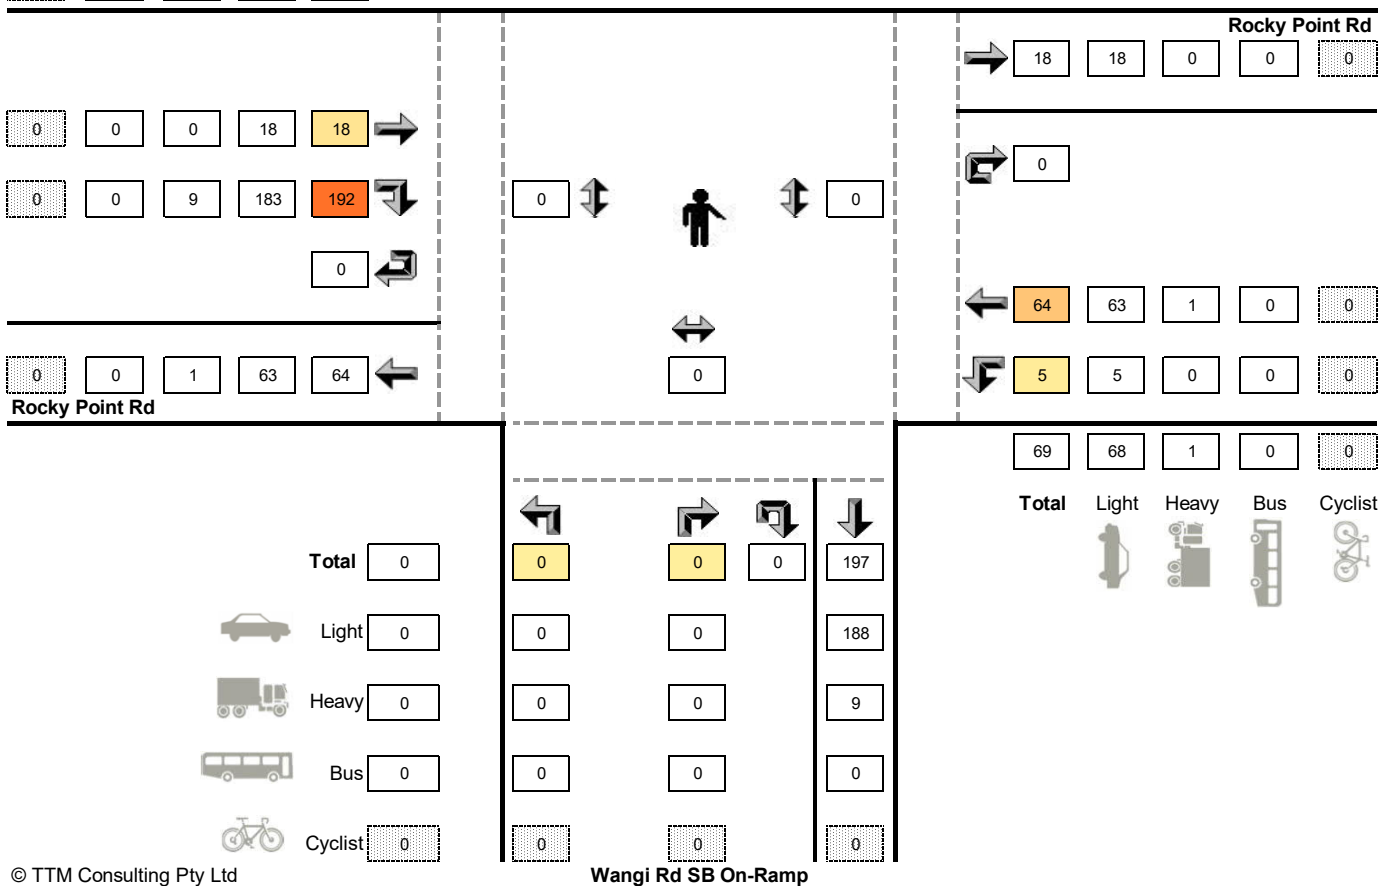 Rocky Point Rd
18 18 0 0 0
0 0 0 18 18
0
0 0 9 183 192
0 0
0
64 63 1 0 0
0 0 1 63 64
0
5 5 0 0 0
Rocky Point Rd
69 68 1 0 0
Total Light Heavy Bus Cyclist
Total 0 0 0 0 197
Light 0 0 0 188
Heavy 0 0 0 9
Bus 0 0 0 0
Cyclist 0 0 0 0
© TTM Consulting Pty Ltd
Wangi Rd SB On-Ramp